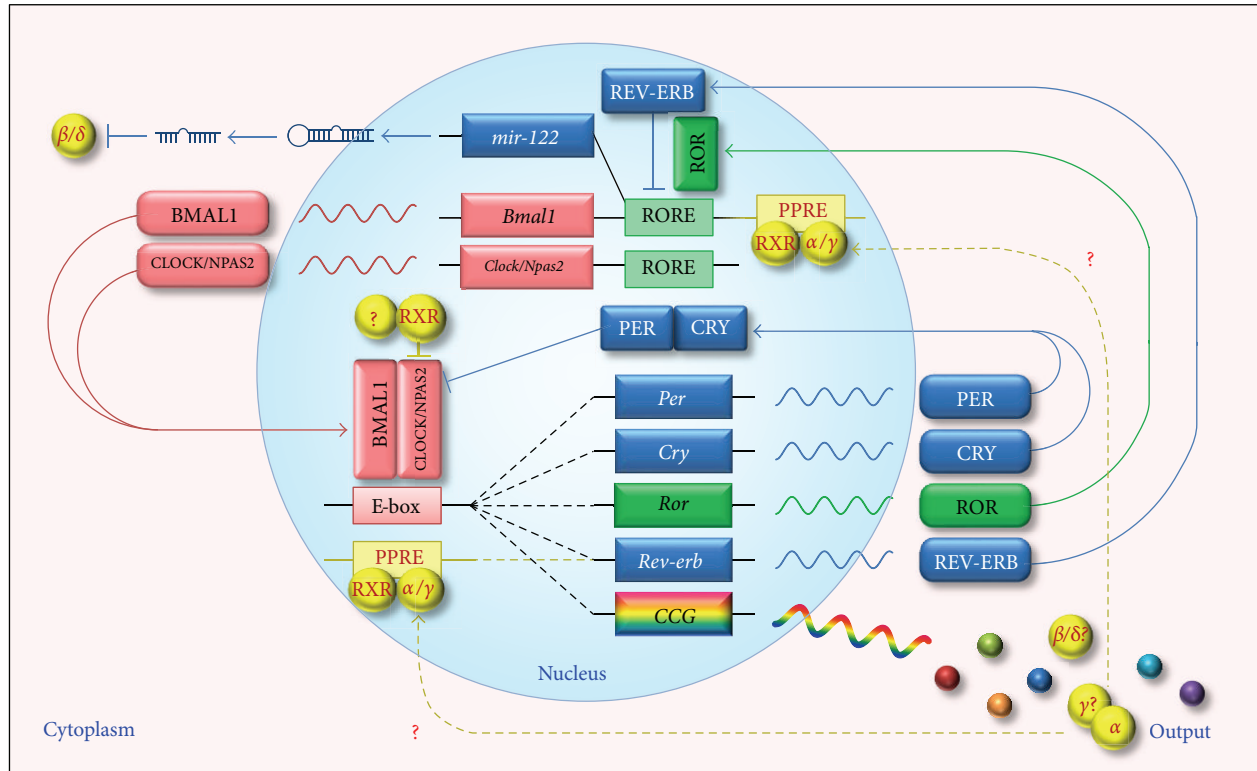 REV-ERB
ROR
β/δ
mir-122
BMAL1
Bmal1
RORE
PPRE
RXR
α/γ
CLOCK/NPAS2
Clock/Npas2
RORE
?
?
RXR
PER
CRY
BMAL1
CLOCK/NPAS2
Per
PER
Cry
CRY
E-box
Ror
ROR
PPRE
RXR
α/γ
Rev-erb
REV-ERB
CCG
β/δ?
Nucleus
γ?
α
Cytoplasm
?
Output